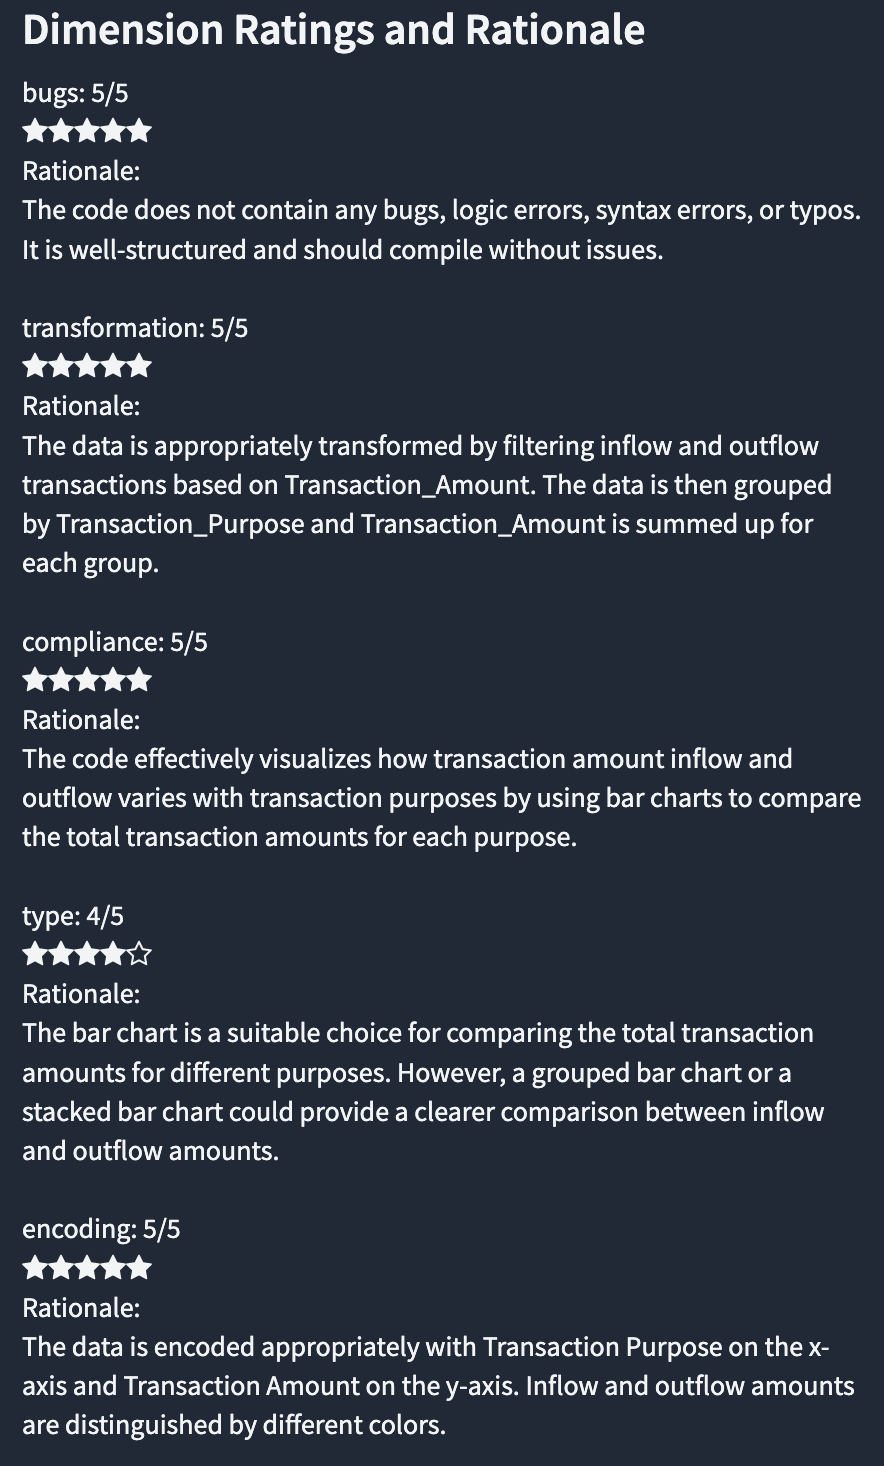 Dimension Ratings and Rationale
bugs: 5/5
★★★★★
Rationale:
The code does not contain any bugs, logic errors, syntax errors, or typos.
It is well-structured and should compile without issues.
transformation: 5/5
★★★★★
Rationale:
The data is appropriately transformed by filtering inflow and outflow
transactions based on Transaction_Amount. The data is then grouped
by Transaction_Purpose and Transaction_Amount is summed up for
each group.
compliance: 5/5
★★★★★
Rationale:
The code effectively visualizes how transaction amount inflow and
outflow varies with transaction purposes by using bar charts to compare
the total transaction amounts for each purpose.
type: 4/5
★★★★☆
Rationale:
The bar chart is a suitable choice for comparing the total transaction
amounts for different purposes. However, a grouped bar chart or a
stacked bar chart could provide a clearer comparison between inflow
and outflow amounts.
encoding: 5/5
★★★★★
Rationale:
The data is encoded appropriately with Transaction Purpose on the x-
axis and Transaction Amount on the y-axis. Inflow and outflow amounts
are distinguished by different colors.